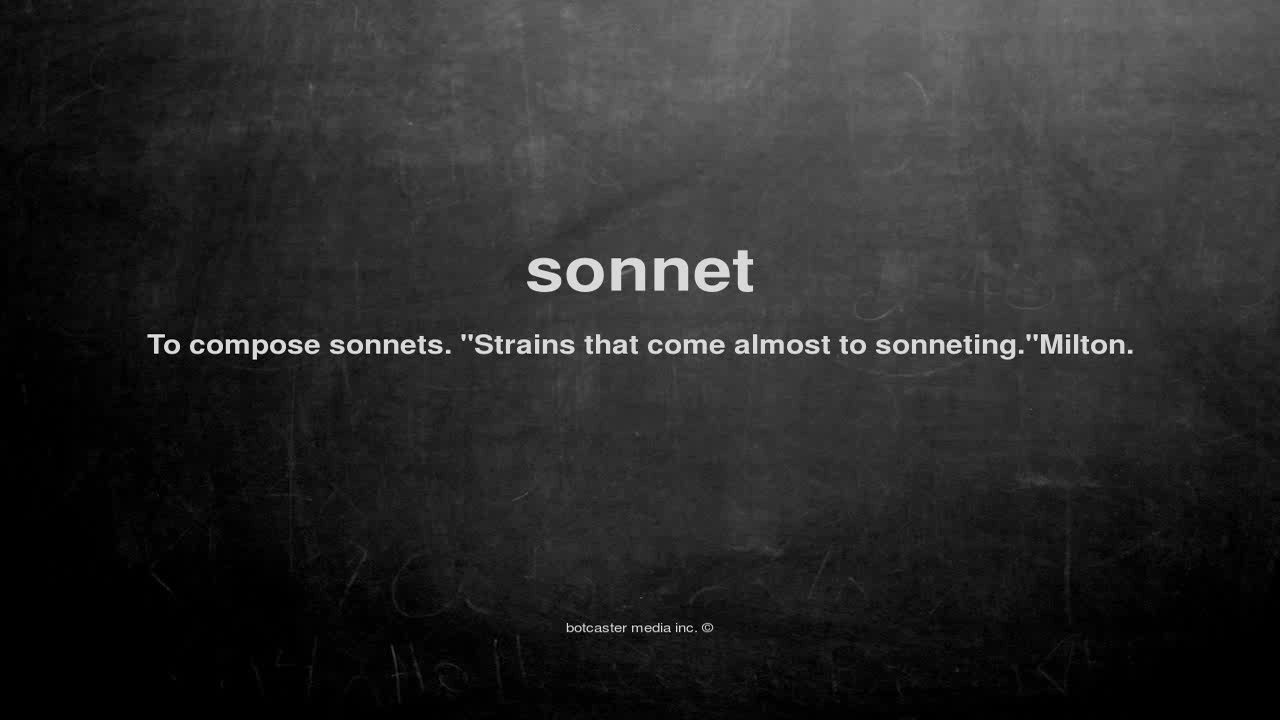 sonnet
To compose sonnets. "Strains that come almost to sonneting."Milton.
botcaster media inc. ©